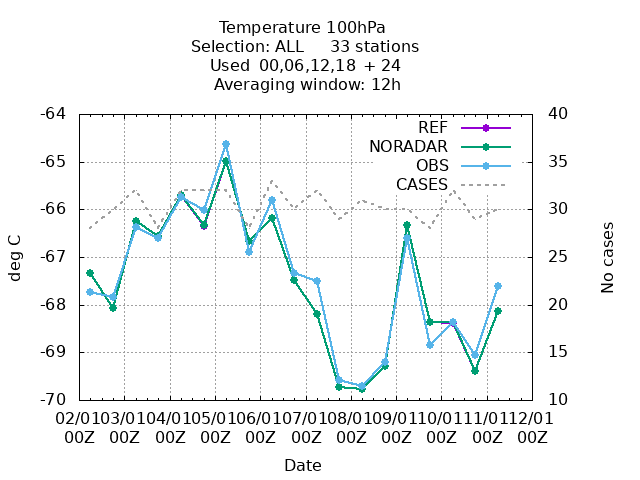 Temperature 100hPa
Selection: ALL     33 stations
Used  00,06,12,18 + 24
Averaging window: 12h
-64
-65
-66
-67
-68
-69
-70
40
35
30
25
20
15
10
REF
NORADAR
OBS
CASES
deg C
No cases
02/01 03/01 04/01 05/01 06/01 07/01 08/01 09/01 10/01 11/01 12/01
00Z 00Z 00Z 00Z 00Z 00Z 00Z 00Z 00Z 00Z 00Z
Date